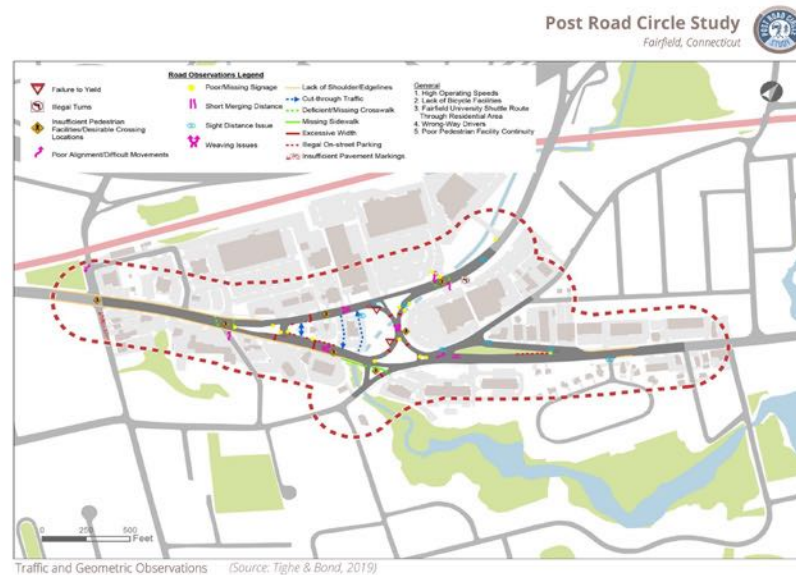 Post Road Circle Study
Fairfield, Connecticut
POST ROAD CIRCLE
STUDY
Road Observations Legend
Failure to Yield
Illegal Turns
Insufficient Pedestrian
Facilities/Desirable Crossing
Locations
Poor Alignment/Difficult Movements
Poor/Missing Signage
Short Merging Distance
Sight Distance Issue
Weaving Issues
Lack of Shoulder/Edgelines
Cut-through Traffic
Deficient/Missing Crosswalk
Missing Sidewalk
Excessive Width
Illegal On-street Parking
Insufficient Pavement Markings
General
1. High Operating Speeds
2. Lack of Bicycle Facilities
3. Fairfield University Shuttle Route
Through Residential Area
4. Wrong-Way Drivers
5. Poor Pedestrian Facility Continuity
0 250 500
Feet
Traffic and Geometric Observations (Source: Tighe & Bond, 2019)